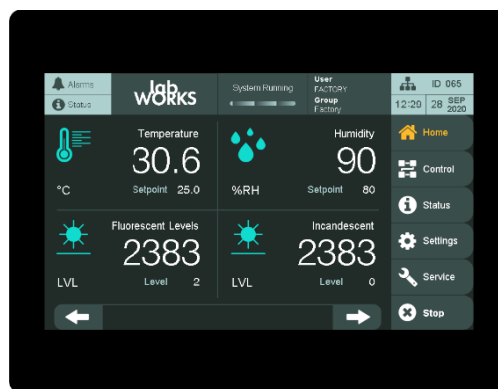 Alarms
Status
lab
WORKS
System Running
User
FACTORY
Group
Factory
ID 065
12:20 28 SEP 2020
Temperature
30.6
°C Setpoint 25.0
Humidity
90
%RH Setpoint 80
Fluorescent Levels
2383
LVL Level 2
Incandescent
2383
LVL Level 0
Home
Control
Status
Settings
Service
Stop